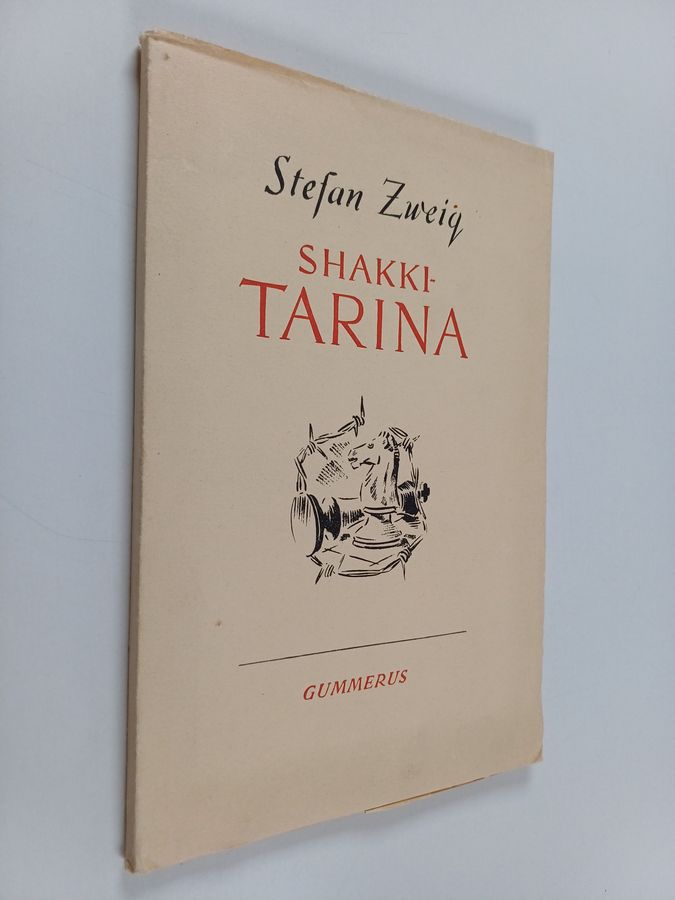 Stefan Zweig
SHAKKI-
TARINA
GUMMERUS